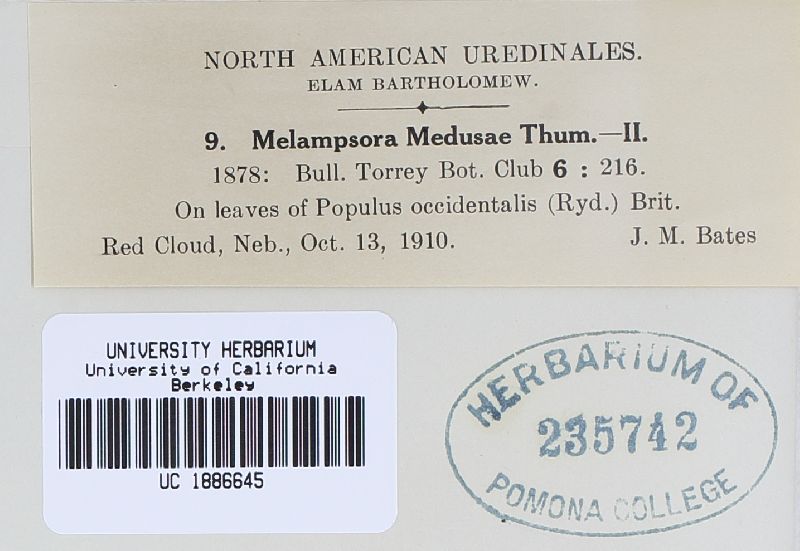 NORTH AMERICAN UREDINALES.
ELAM BARTHOLOMEW.
9. Melampsora Medusae Thum.—II.
1878: Bull. Torrey Bot. Club 6 : 216.
On leaves of Populus occidentalis (Ryd.) Brit.
Red Cloud, Neb., Oct. 13, 1910. J. M. Bates
UNIVERSITY HERBARIUM
University of California
Berkeley
UC 1886645
HERBARIUM OF
235742
POMONA COLLEGE